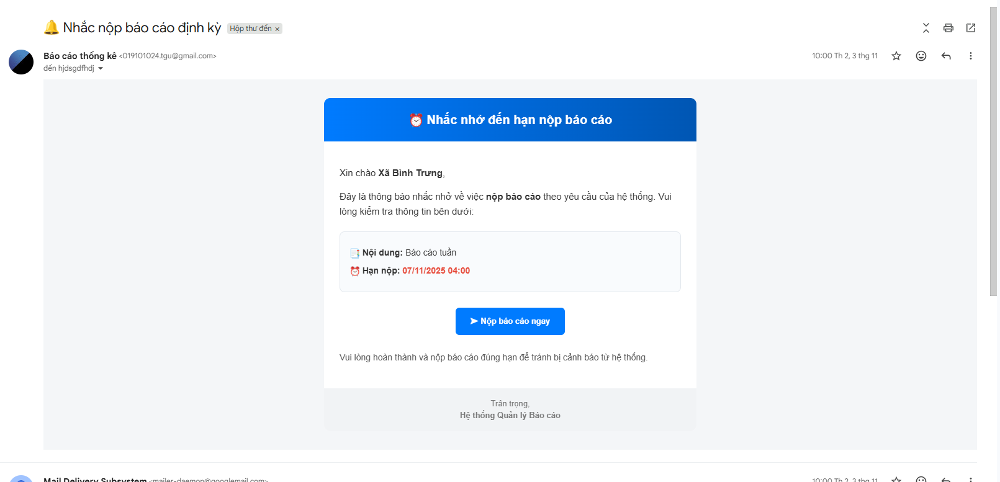 🔔 Nhắc nộp báo cáo định kỳ Hộp thư đến ×
Báo cáo thống kê <019101024.tgu@gmail.com> 10:00 Th 2, 3 thg 11
đến hjdsgdfhdj
⏰ Nhắc nhở đến hạn nộp báo cáo
Xin chào Xã Bình Trưng,
Đây là thông báo nhắc nhở về việc nộp báo cáo theo yêu cầu của hệ thống. Vui
lòng kiểm tra thông tin bên dưới:
📑 Nội dung: Báo cáo tuần
⏰ Hạn nộp: 07/11/2025 04:00
➤ Nộp báo cáo ngay
Vui lòng hoàn thành và nộp báo cáo đúng hạn để tránh bị cảnh báo từ hệ thống.
Trân trọng,
Hệ thống Quản lý Báo cáo
Mail Delivery Subsystem <mailer-daemon@googlemail.com> 10:00 Th 2, 3 thg 11